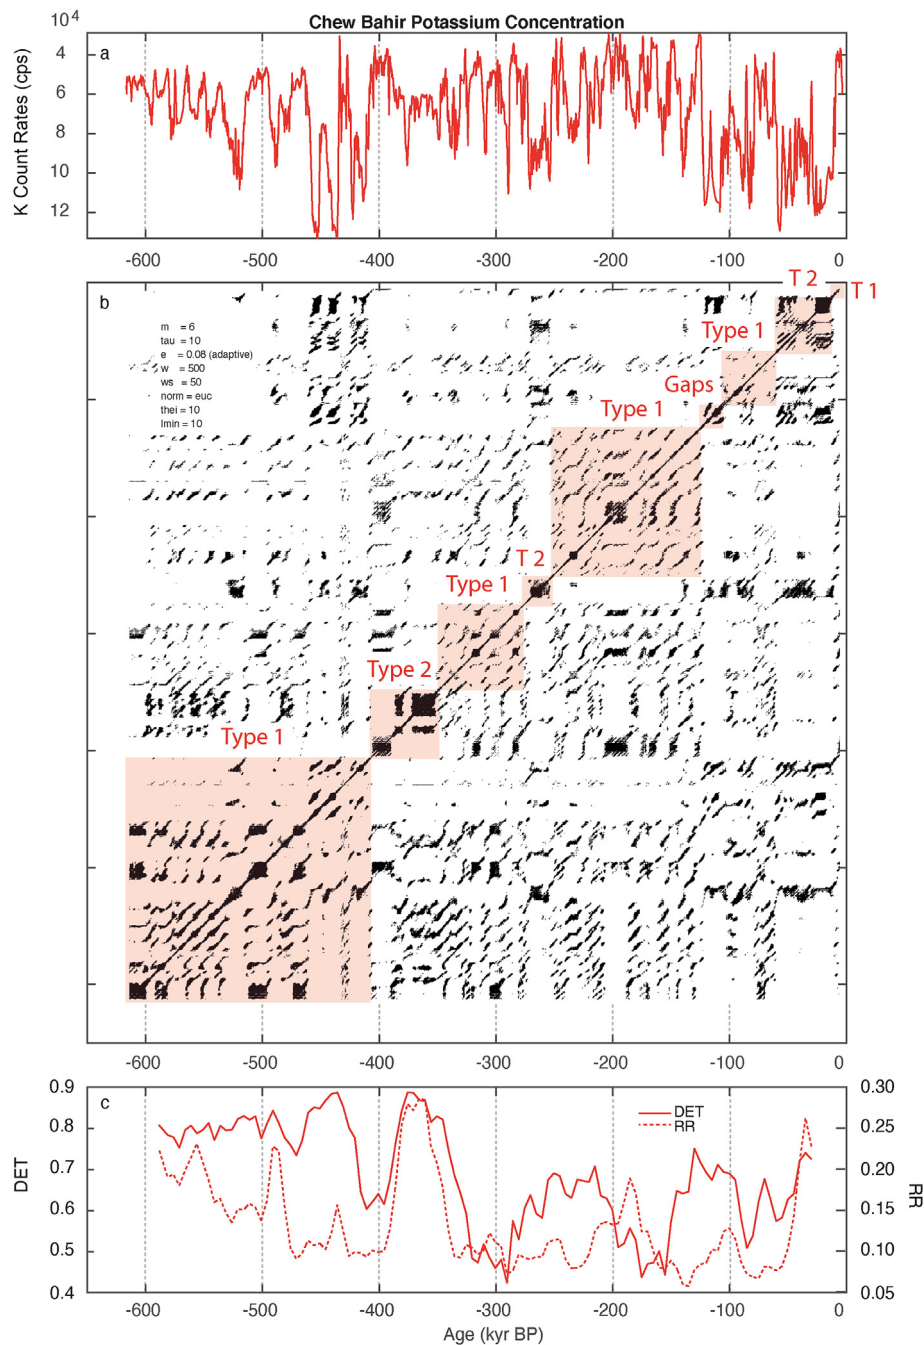 Chew Bahir Potassium Concentration
10⁴
a
K Count Rates (cps)
4
6
8
10
12
-600 -500 -400 -300 -200 -100 0
b
T 2
T 1
m = 6
tau = 10
e = 0.08 (adaptive)
w = 500
ws = 50
norm = euc
thei = 10
lmin = 10
Type 1
Gaps
Type 1
T 2
Type 1
Type 2
Type 1
-600 -500 -400 -300 -200 -100 0
c
DET
RR
0.9
0.8
0.7
0.6
0.5
0.4
DET
0.30
0.25
0.20
0.15
0.10
0.05
RR
-600 -500 -400 -300 -200 -100 0
Age (kyr BP)